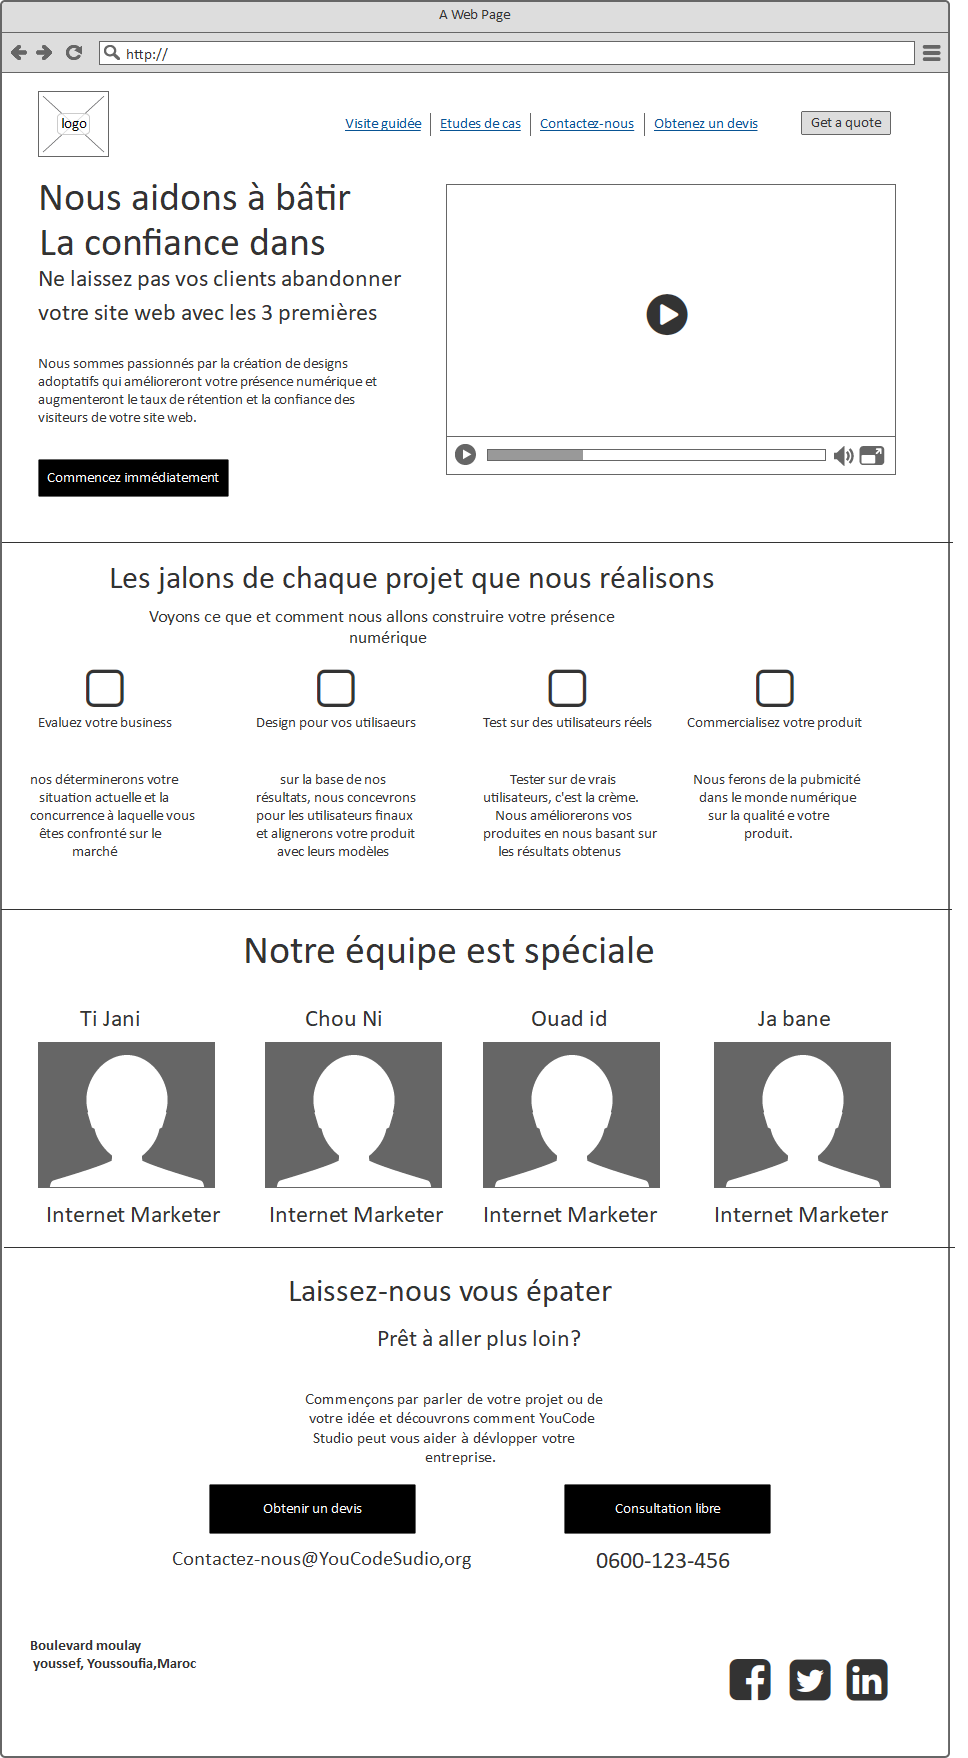 A Web Page
http://
logo
Visite guidée
Etudes de cas
Contactez-nous
Obtenez un devis
Get a quote
Nous aidons à bâtir
La confiance dans
Ne laissez pas vos clients abandonner
votre site web avec les 3 premières
Nous sommes passionnés par la création de designs
adoptatifs qui amélioreront votre présence numérique et
augmenteront le taux de rétention et la confiance des
visiteurs de votre site web.
Commencez immédiatement
Les jalons de chaque projet que nous réalisons
Voyons ce que et comment nous allons construire votre présence
numérique
Evaluez votre business
nos déterminerons votre
situation actuelle et la
concurrence à laquelle vous
êtes confronté sur le
marché
Design pour vos utilisaeurs
sur la base de nos
résultats, nous concevrons
pour les utilisateurs finaux
et alignerons votre produit
avec leurs modèles
Test sur des utilisateurs réels
Tester sur de vrais
utilisateurs, c'est la crème.
Nous améliorerons vos
produites en nous basant sur
les résultats obtenus
Commercialisez votre produit
Nous ferons de la pubmicité
dans le monde numérique
sur la qualité e votre
produit.
Notre équipe est spéciale
Ti Jani
Chou Ni
Ouad id
Ja bane
Internet Marketer
Internet Marketer
Internet Marketer
Internet Marketer
Laissez-nous vous épater
Prêt à aller plus loin?
Commençons par parler de votre projet ou de
votre idée et découvrons comment YouCode
Studio peut vous aider à dévlopper votre
entreprise.
Obtenir un devis
Consultation libre
Contactez-nous@YouCodeSudio,org
0600-123-456
Boulevard moulay
youssef, Youssoufia,Maroc